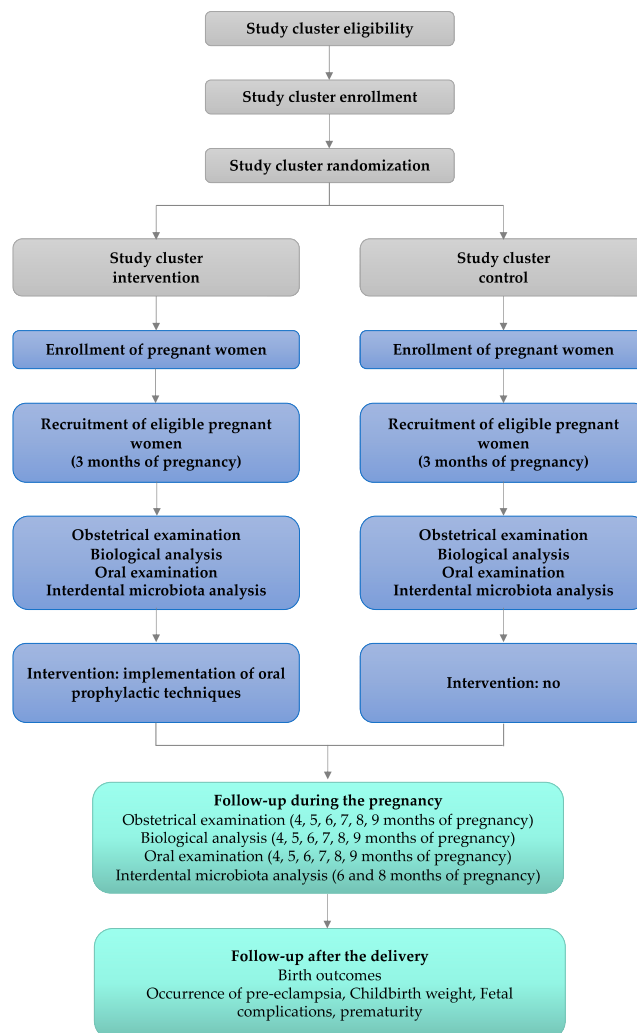 Study cluster eligibility
Study cluster enrollment
Study cluster randomization
Study cluster
intervention
Study cluster
control
Enrollment of pregnant women
Enrollment of pregnant women
Recruitment of eligible pregnant
women
(3 months of pregnancy)
Recruitment of eligible pregnant
women
(3 months of pregnancy)
Obstetrical examination
Biological analysis
Oral examination
Interdental microbiota analysis
Obstetrical examination
Biological analysis
Oral examination
Interdental microbiota analysis
Intervention: implementation of oral
prophylactic techniques
Intervention: no
Follow-up during the pregnancy
Obstetrical examination (4, 5, 6, 7, 8, 9 months of pregnancy)
Biological analysis (4, 5, 6, 7, 8, 9 months of pregnancy)
Oral examination (4, 5, 6, 7, 8, 9 months of pregnancy)
Interdental microbiota analysis (6 and 8 months of pregnancy)
Follow-up after the delivery
Birth outcomes
Occurrence of pre-eclampsia, Childbirth weight, Fetal
complications, prematurity